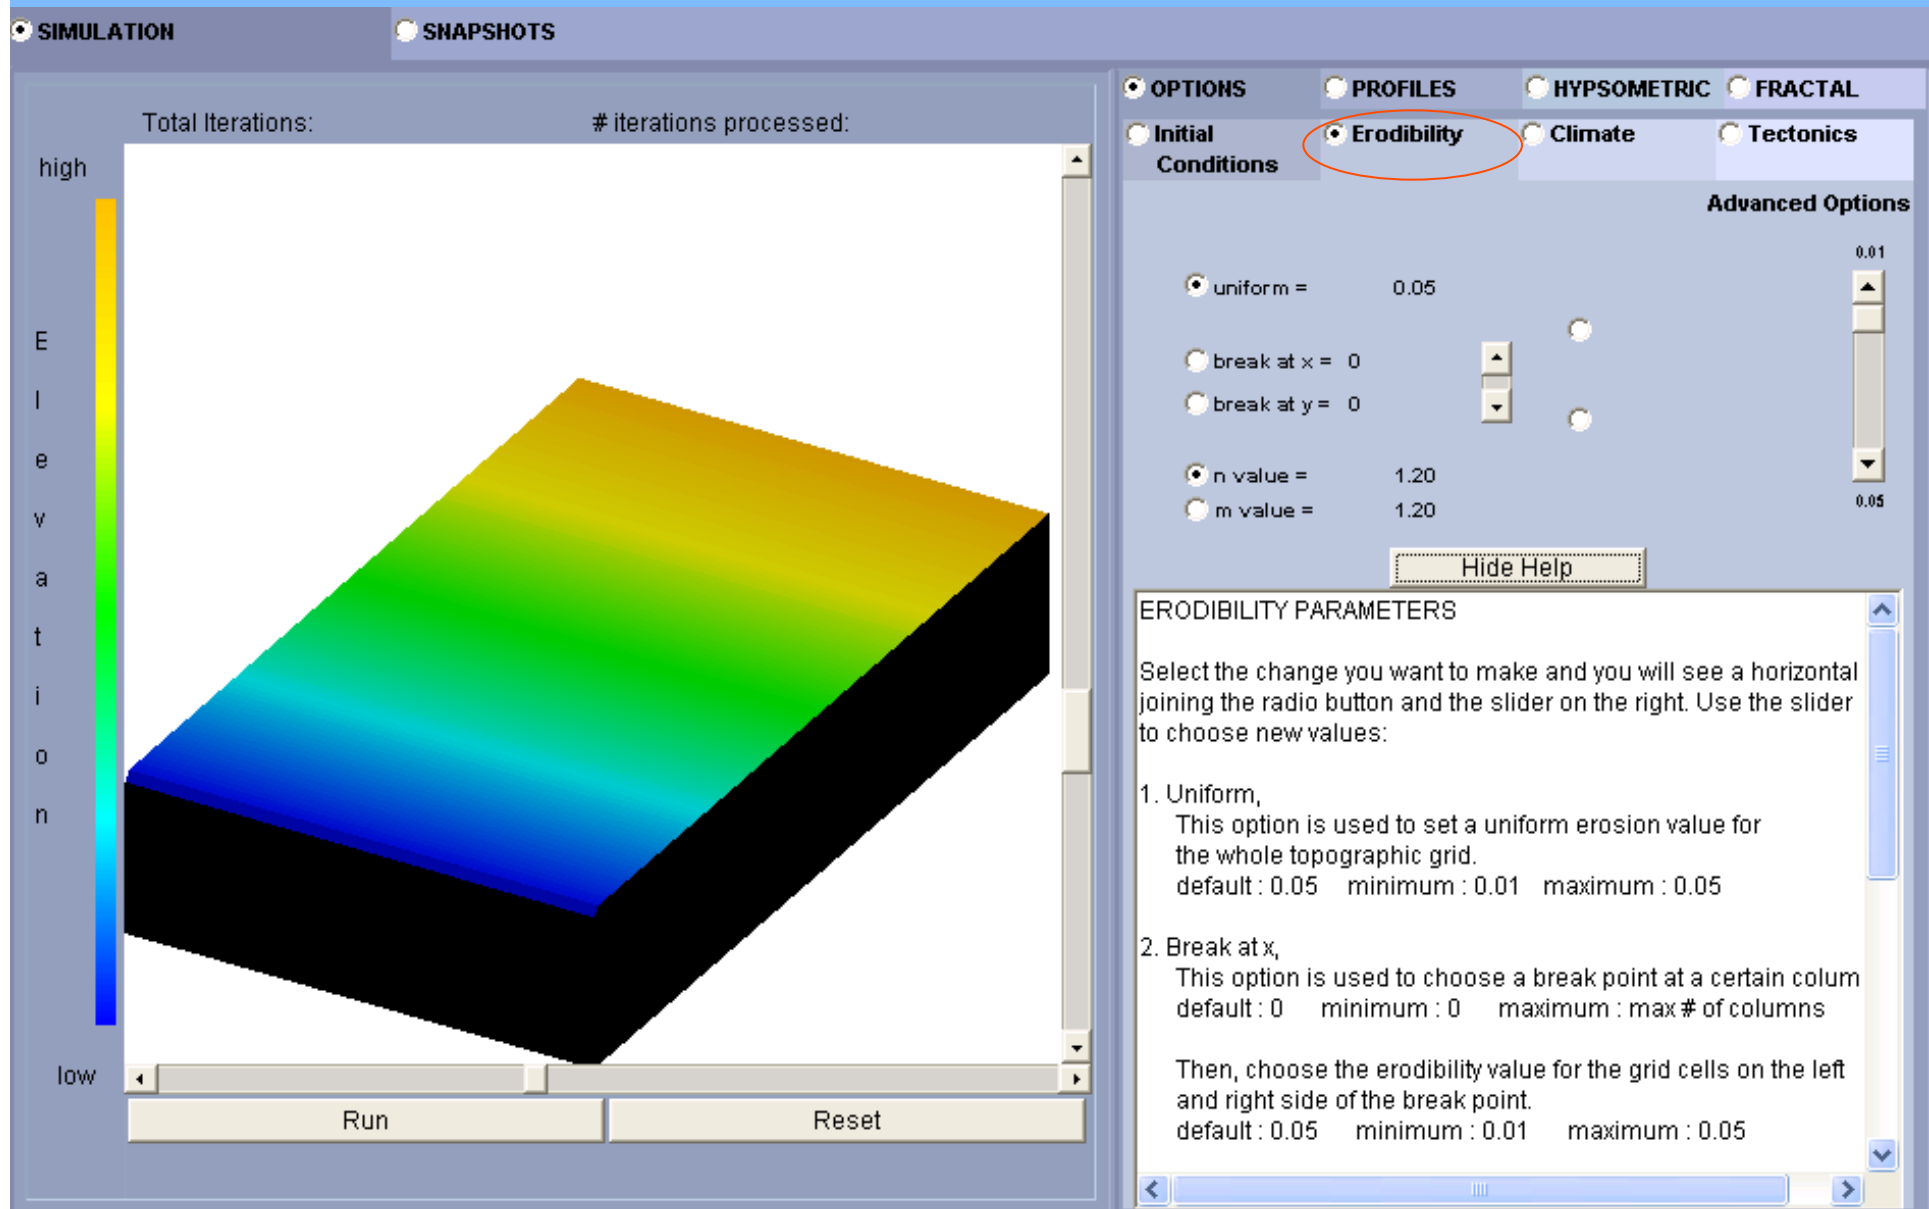 SIMULATION
SNAPSHOTS
OPTIONS
PROFILES
HYPSOMETRIC
FRACTAL
Initial
Conditions
Erodibility
Climate
Tectonics
Total Iterations:
# iterations processed:
high
E
l
e
v
a
t
i
o
n
low
Run
Reset
Advanced Options
0.01
uniform = 0.05
break at x = 0
break at y = 0
n value = 1.20
m value = 1.20
0.05
Hide Help
ERODIBILITY PARAMETERS
Select the change you want to make and you will see a horizontal
joining the radio button and the slider on the right. Use the slider
to choose new values:
1. Uniform,
This option is used to set a uniform erosion value for
the whole topographic grid.
default : 0.05 minimum : 0.01 maximum : 0.05
2. Break at x,
This option is used to choose a break point at a certain colum
default : 0 minimum : 0 maximum : max # of columns
Then, choose the erodibility value for the grid cells on the left
and right side of the break point.
default : 0.05 minimum : 0.01 maximum : 0.05